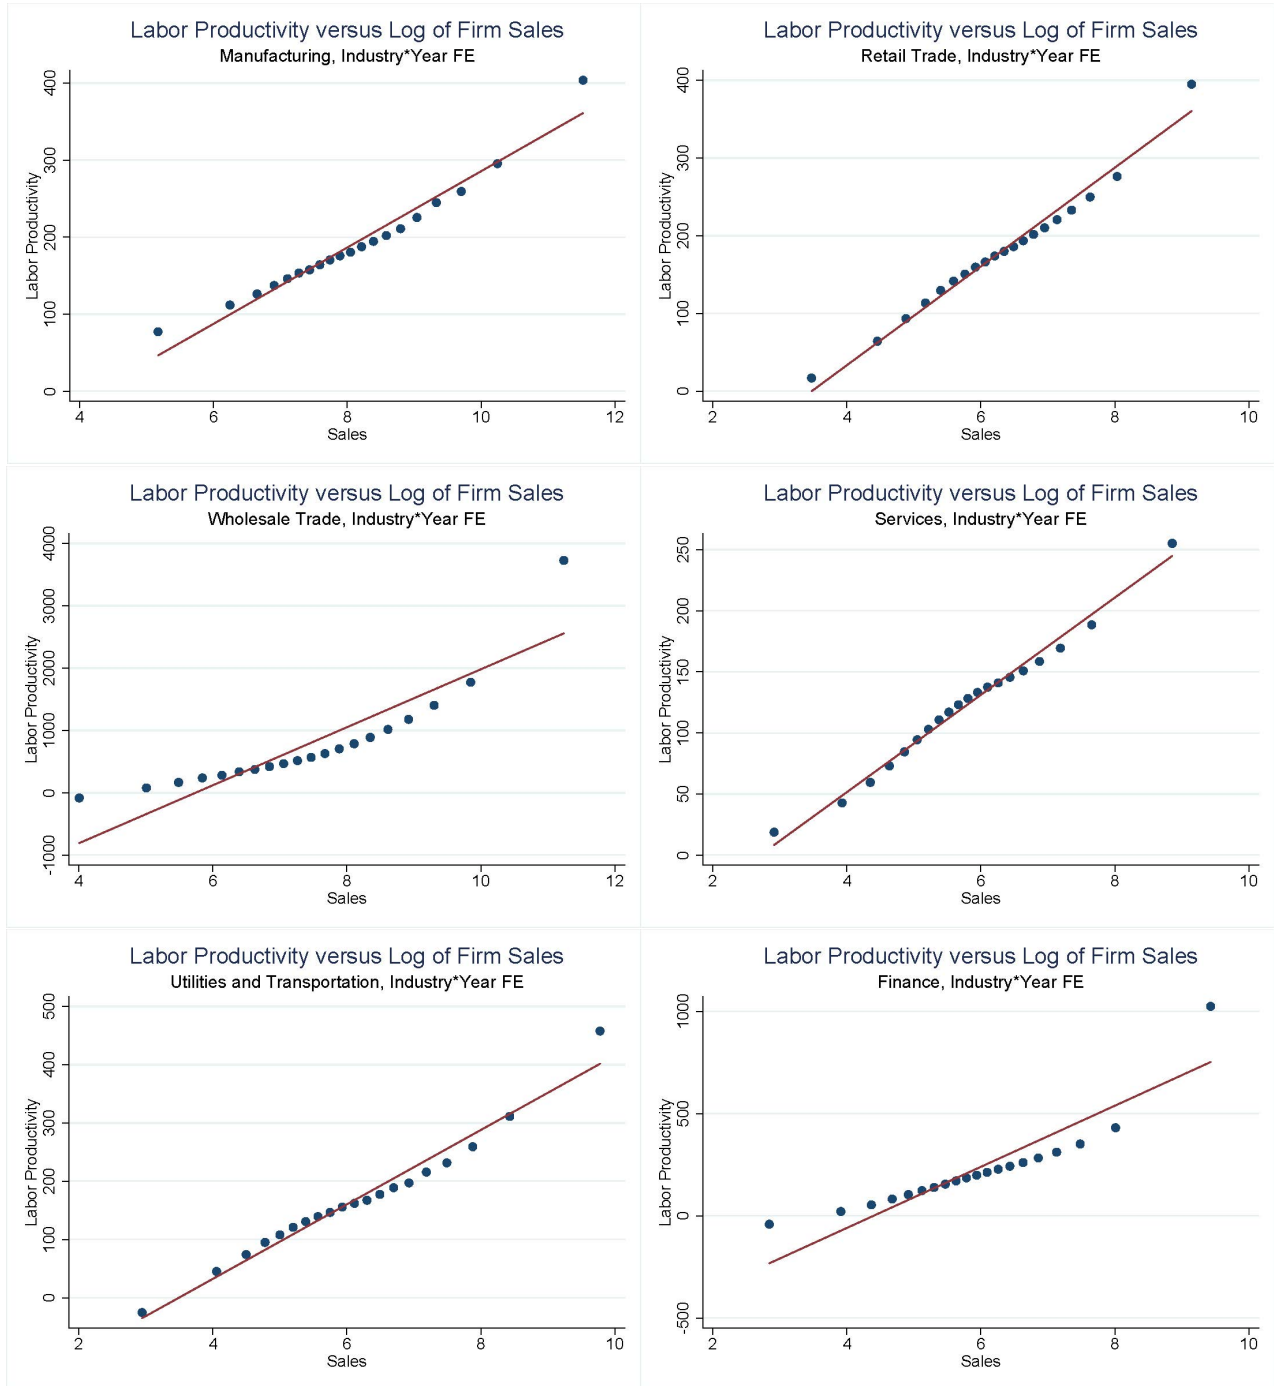 Labor Productivity versus Log of Firm Sales
Manufacturing, Industry*Year FE
Labor Productivity
400
300
200
100
0
4 6 8 10 12
Sales
Labor Productivity versus Log of Firm Sales
Retail Trade, Industry*Year FE
Labor Productivity
400
300
200
100
0
2 4 6 8 10
Sales
Labor Productivity versus Log of Firm Sales
Wholesale Trade, Industry*Year FE
Labor Productivity
4000
3000
2000
1000
0
-1000
4 6 8 10 12
Sales
Labor Productivity versus Log of Firm Sales
Services, Industry*Year FE
Labor Productivity
250
200
150
100
50
0
2 4 6 8 10
Sales
Labor Productivity versus Log of Firm Sales
Utilities and Transportation, Industry*Year FE
Labor Productivity
500
400
300
200
100
0
2 4 6 8 10
Sales
Labor Productivity versus Log of Firm Sales
Finance, Industry*Year FE
Labor Productivity
1000
500
0
-500
2 4 6 8 10
Sales